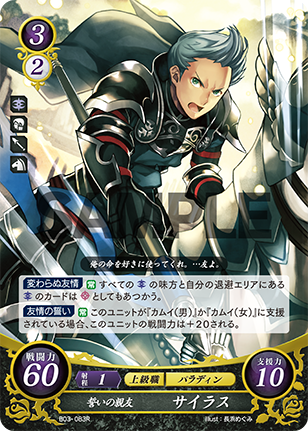 3
2
SAMPLE
俺の命を好きに使ってくれ。…友よ。
変わらぬ友情 常 すべての の味方と自分の退避エリアにある
のカードは としてもあつかう。
友情の誓い 常 このユニットが『カムイ(男)』か『カムイ(女)』に支援
されている場合、このユニットの戦闘力は+20される。
戦闘力
60
射程 1 上級職 パラディン
支援力
10
誓いの親友 サイラス
B03-083R
Illust:長浜めぐみ